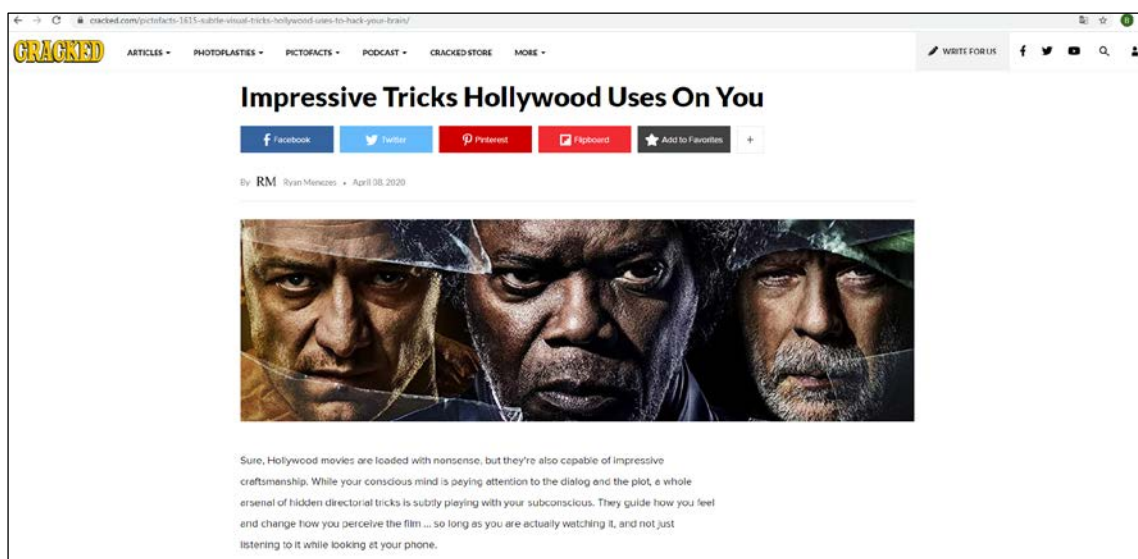 cracked.com/pictofacts-1615-subtle-visual-tricks-hollywood-uses-to-hack-your-brain/
B
CRACKED ARTICLES PHOTOPLASTIES PICTOFACTS PODCAST CRACKED STORE MORE WRITE FOR US
Impressive Tricks Hollywood Uses On You
Facebook Twitter Pinterest Flipboard Add to Favorites +
By RM Ryan Menezes • April 08, 2020
Sure, Hollywood movies are loaded with nonsense, but they're also capable of impressive
craftsmanship. While your conscious mind is paying attention to the dialog and the plot, a whole
arsenal of hidden directorial tricks is subtly playing with your subconscious. They guide how you feel
and change how you perceive the film ... so long as you are actually watching it, and not just
listening to it while looking at your phone.